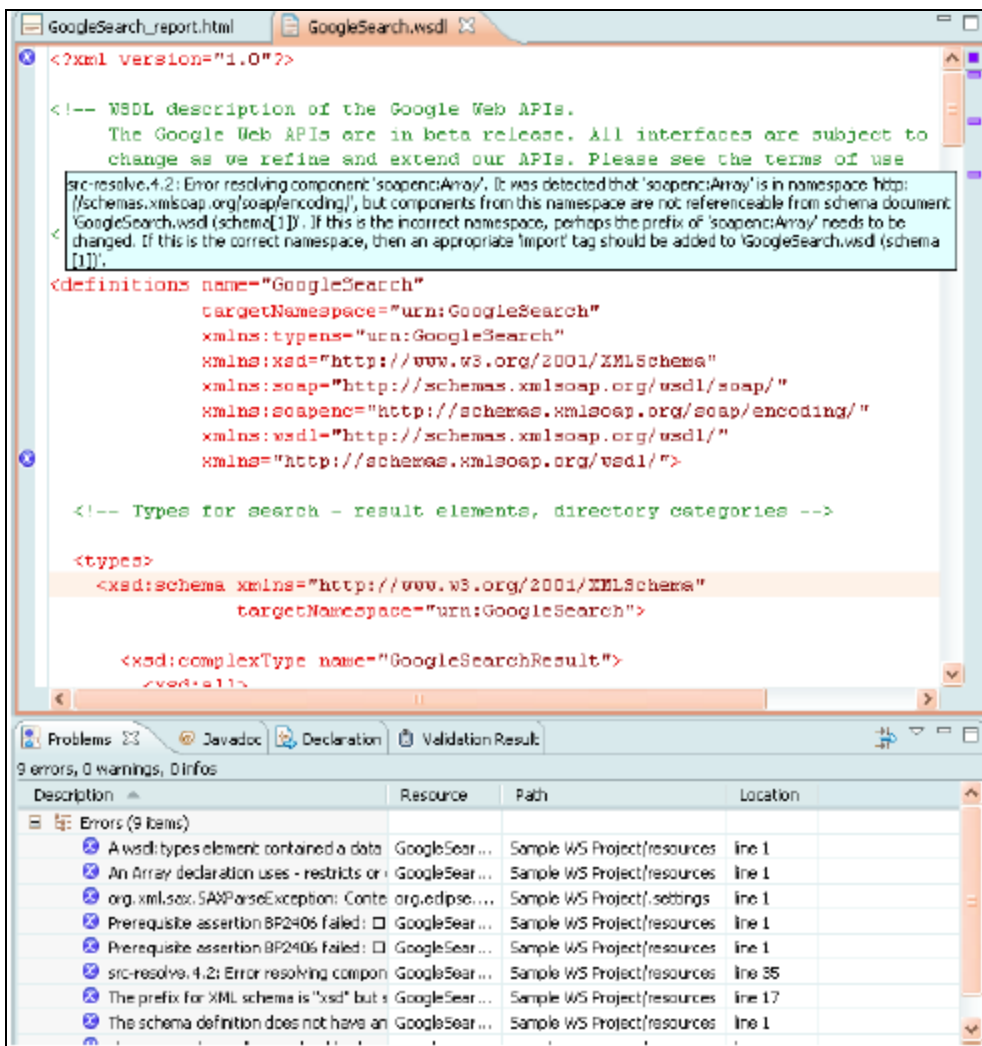 GoogleSearch_report.html
GoogleSearch.wsdl
<?xml version="1.0"?>
<!-- WSDL description of the Google Web APIs.
The Google Web APIs are in beta release. All interfaces are subject to
change as we refine and extend our APIs. Please see the terms of use
src-resolve.4.2: Error resolving component 'soapenc:Array'. It was detected that 'soapenc:Array' is in namespace 'http:
//schemas.xmlsoap.org/soap/encoding/', but components from this namespace are not referenceable from schema document
'GoogleSearch.wsdl (schema[1])'. If this is the incorrect namespace, perhaps the prefix of 'soapenc:Array' needs to be
changed. If this is the correct namespace, then an appropriate 'import' tag should be added to 'GoogleSearch.wsdl (schema
[1])'.
<definitions name="GoogleSearch"
targetNamespace="urn:GoogleSearch"
xmlns:typens="urn:GoogleSearch"
xmlns:xsd="http://www.w3.org/2001/XMLSchema"
xmlns:soap="http://schemas.xmlsoap.org/wsdl/soap/"
xmlns:soapenc="http://schemas.xmlsoap.org/soap/encoding/"
xmlns:wsdl="http://schemas.xmlsoap.org/wsdl/"
xmlns="http://schemas.xmlsoap.org/wsdl/">
<!-- Types for search - result elements, directory categories -->
<types>
<xsd:schema xmlns="http://www.w3.org/2001/XMLSchema"
targetNamespace="urn:GoogleSearch">
<xsd:complexType name="GoogleSearchResult">
<xsd:all>
Problems Javadoc Declaration Validation Result
9 errors, 0 warnings, 0 infos
Description Resource Path Location
Errors (9 items)
A wsdl:types element contained a data GoogleSear... Sample WS Project/resources line 1
An Array declaration uses - restricts or GoogleSear... Sample WS Project/resources line 1
org.xml.sax.SAXParseException: Conte org.eclipse.... Sample WS Project/.settings line 1
Prerequisite assertion BP2406 failed: GoogleSear... Sample WS Project/resources line 1
Prerequisite assertion BP2406 failed: GoogleSear... Sample WS Project/resources line 1
src-resolve.4.2: Error resolving compon GoogleSear... Sample WS Project/resources line 35
The prefix for XML schema is "xsd" but s GoogleSear... Sample WS Project/resources line 17
The schema definition does not have an GoogleSear... Sample WS Project/resources line 1